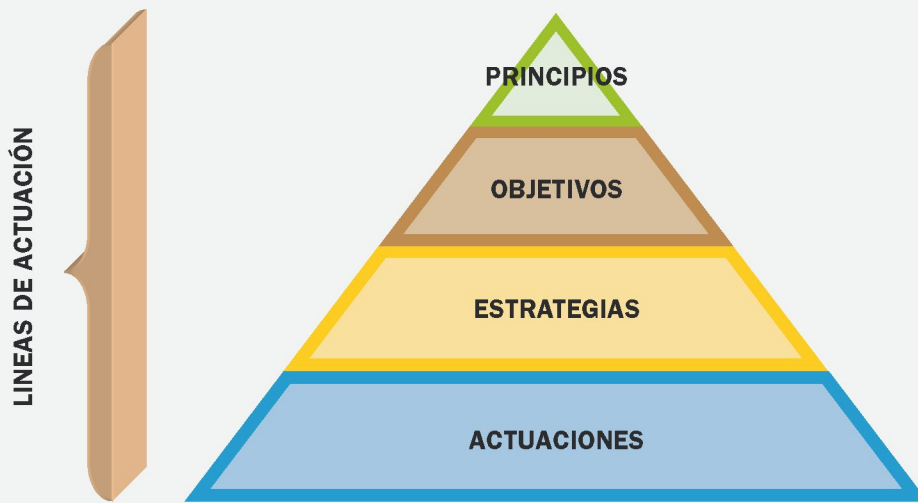 LINEAS DE ACTUACIÓN
PRINCIPIOS
OBJETIVOS
ESTRATEGIAS
ACTUACIONES